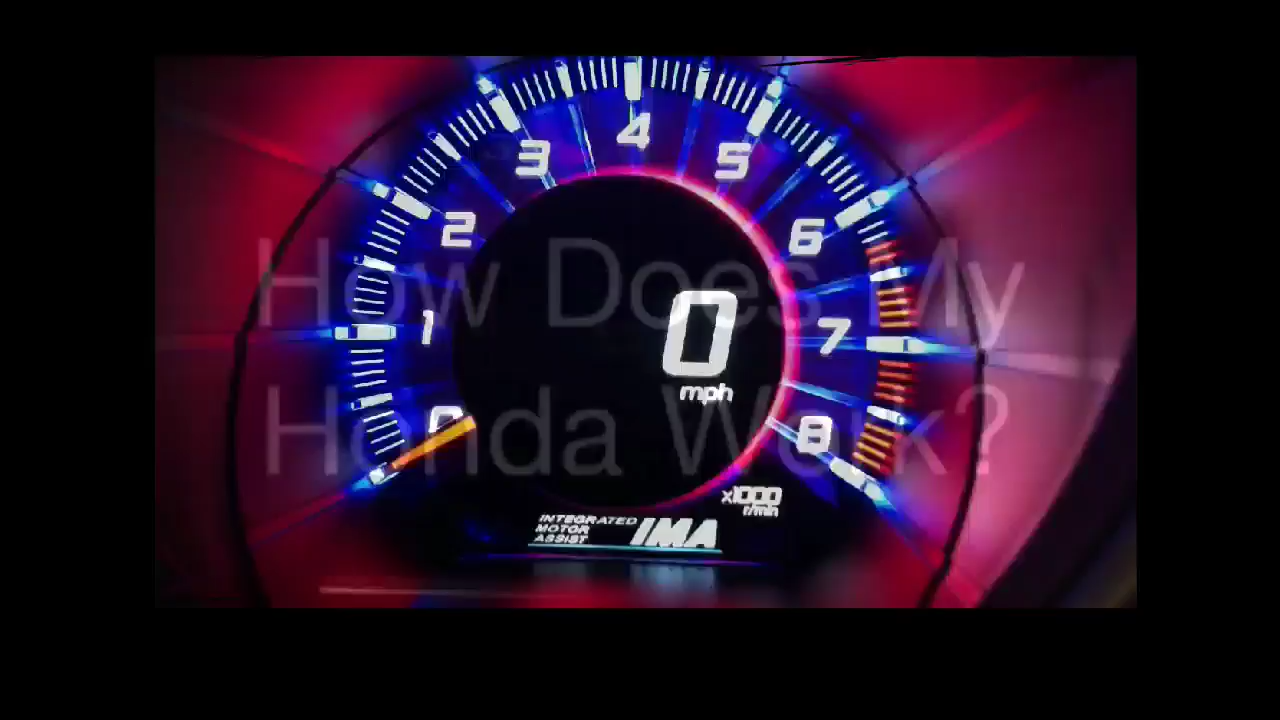 4
3
5
2
6
How Does My
0
1
7
mph
Honda Work?
0
8
x1000
r/min
INTEGRATED
MOTOR
ASSIST
IMA